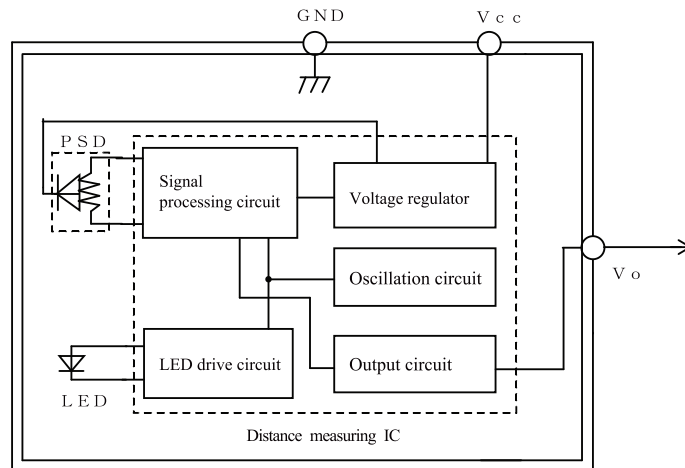 GND
Vcc
PSD
Signal
processing circuit
Voltage regulator
Oscillation circuit
Vo
LED drive circuit
Output circuit
LED
Distance measuring IC